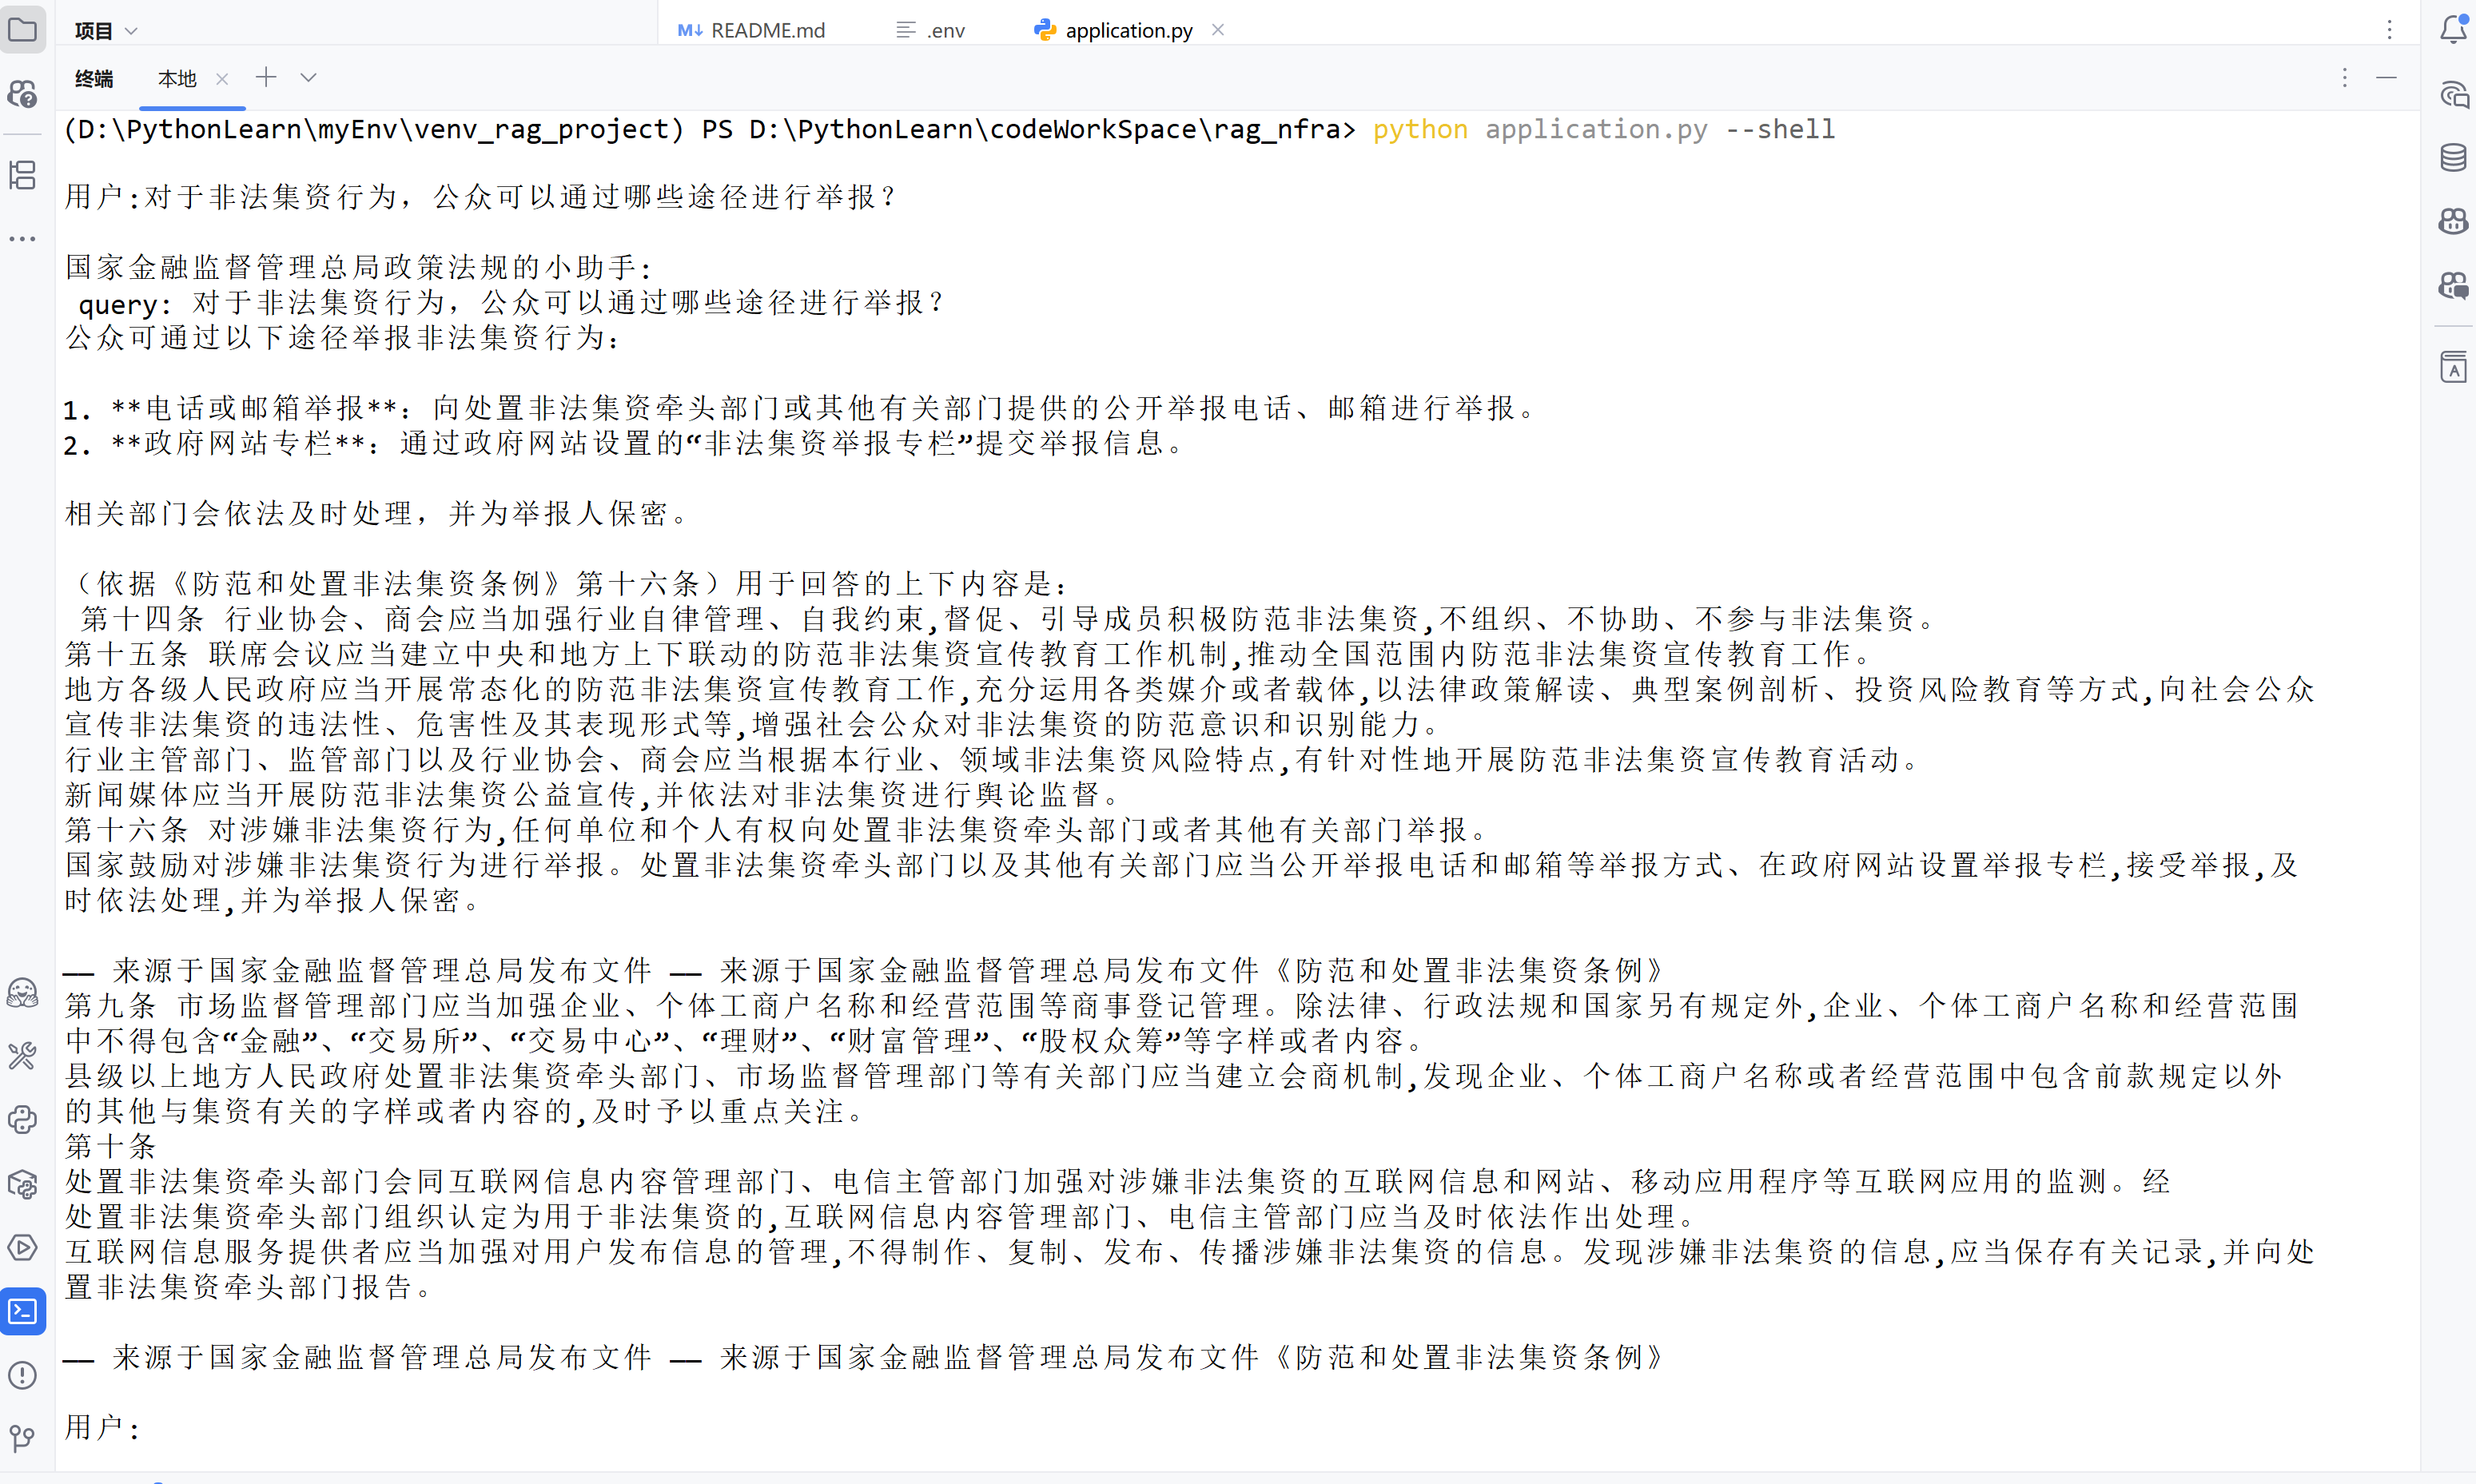 项目
README.md
.env
application.py
终端
本地
(D:\PythonLearn\myEnv\venv_rag_project) PS D:\PythonLearn\codeWorkSpace\rag_nfra> python application.py --shell
用户:对于非法集资行为，公众可以通过哪些途径进行举报？
国家金融监督管理总局政策法规的小助手:
query: 对于非法集资行为，公众可以通过哪些途径进行举报？
公众可通过以下途径举报非法集资行为：
1. **电话或邮箱举报**：向处置非法集资牵头部门或其他有关部门提供的公开举报电话、邮箱进行举报。
2. **政府网站专栏**：通过政府网站设置的“非法集资举报专栏”提交举报信息。
相关部门会依法及时处理，并为举报人保密。
（依据《防范和处置非法集资条例》第十六条）用于回答的上下内容是:
第十四条 行业协会、商会应当加强行业自律管理、自我约束,督促、引导成员积极防范非法集资,不组织、不协助、不参与非法集资。
第十五条 联席会议应当建立中央和地方上下联动的防范非法集资宣传教育工作机制,推动全国范围内防范非法集资宣传教育工作。
地方各级人民政府应当开展常态化的防范非法集资宣传教育工作,充分运用各类媒介或者载体,以法律政策解读、典型案例剖析、投资风险教育等方式,向社会公众
宣传非法集资的违法性、危害性及其表现形式等,增强社会公众对非法集资的防范意识和识别能力。
行业主管部门、监管部门以及行业协会、商会应当根据本行业、领域非法集资风险特点,有针对性地开展防范非法集资宣传教育活动。
新闻媒体应当开展防范非法集资公益宣传,并依法对非法集资进行舆论监督。
第十六条 对涉嫌非法集资行为,任何单位和个人有权向处置非法集资牵头部门或者其他有关部门举报。
国家鼓励对涉嫌非法集资行为进行举报。处置非法集资牵头部门以及其他有关部门应当公开举报电话和邮箱等举报方式、在政府网站设置举报专栏,接受举报,及
时依法处理,并为举报人保密。
—— 来源于国家金融监督管理总局发布文件 —— 来源于国家金融监督管理总局发布文件《防范和处置非法集资条例》
第九条 市场监督管理部门应当加强企业、个体工商户名称和经营范围等商事登记管理。除法律、行政法规和国家另有规定外,企业、个体工商户名称和经营范围
中不得包含“金融”、“交易所”、“交易中心”、“理财”、“财富管理”、“股权众筹”等字样或者内容。
县级以上地方人民政府处置非法集资牵头部门、市场监督管理部门等有关部门应当建立会商机制,发现企业、个体工商户名称或者经营范围中包含前款规定以外
的其他与集资有关的字样或者内容的,及时予以重点关注。
第十条
处置非法集资牵头部门会同互联网信息内容管理部门、电信主管部门加强对涉嫌非法集资的互联网信息和网站、移动应用程序等互联网应用的监测。经
处置非法集资牵头部门组织认定为用于非法集资的,互联网信息内容管理部门、电信主管部门应当及时依法作出处理。
互联网信息服务提供者应当加强对用户发布信息的管理,不得制作、复制、发布、传播涉嫌非法集资的信息。发现涉嫌非法集资的信息,应当保存有关记录,并向处
置非法集资牵头部门报告。
—— 来源于国家金融监督管理总局发布文件 —— 来源于国家金融监督管理总局发布文件《防范和处置非法集资条例》
用户: